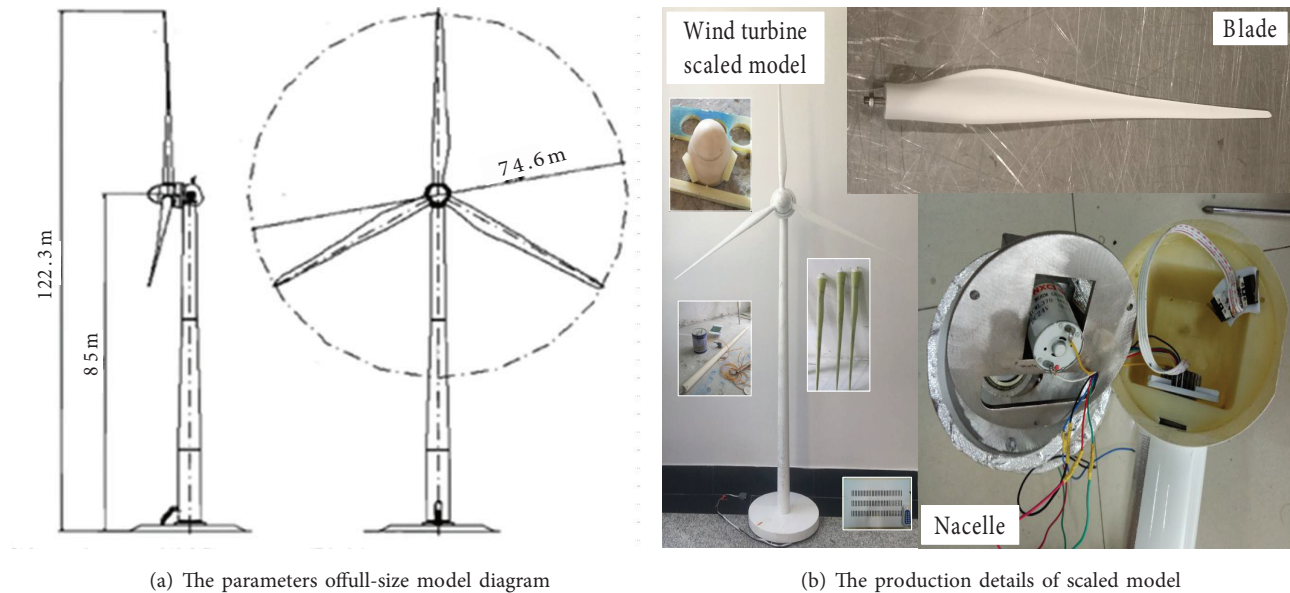 122.3m
85m
74.6m
Wind turbine
scaled model
Blade
Nacelle
(a) The parameters offull-size model diagram
(b) The production details of scaled model